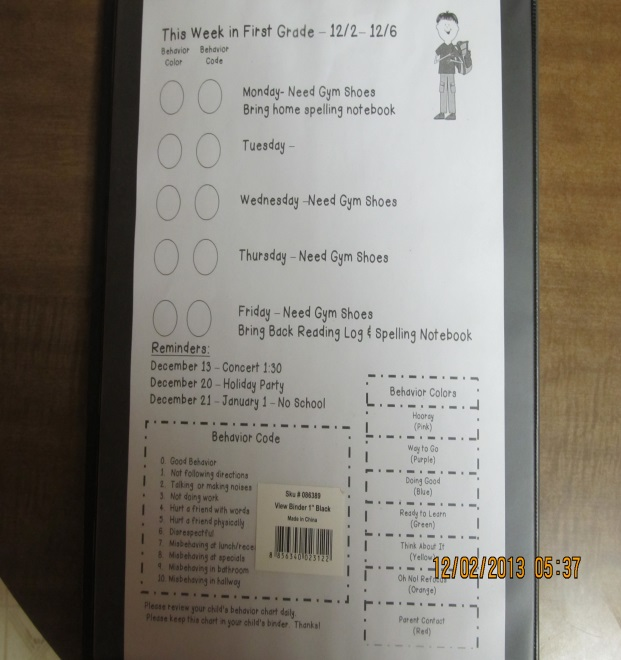 This Week in First Grade – 12/2– 12/6
Behavior Color
Behavior Code
Monday– Need Gym Shoes
Bring home spelling notebook
Tuesday –
Wednesday –Need Gym Shoes
Thursday – Need Gym Shoes
Friday – Need Gym Shoes
Bring Back Reading Log & Spelling Notebook
Reminders:
December 13 – Concert 1:30
December 20 – Holiday Party
December 21 – January 1 – No School
Behavior Code
0. Good Behavior
1. Not following directions
2. Talking or making noises
3. Not doing work
4. Hurt a friend with words
5. Hurt a friend physically
6. Disrespectful
7. Misbehaving at lunch/rece
8. Misbehaving at specials
9. Misbehaving in bathroom
10. Misbehaving in hallway
Sku # 086389
View Binder 1" Black
Made in China
8 856340 023122
Behavior Colors
Hooray
(Pink)
Way to Go
(Purple)
Doing Good
(Blue)
Ready to Learn
(Green)
Think About It
(Yellow)
Oh No! Refocus
(Orange)
Parent Contact
(Red)
Please review your child's behavior chart daily.
Please keep this chart in your child's binder. Thanks!
12/02/2013 05:37